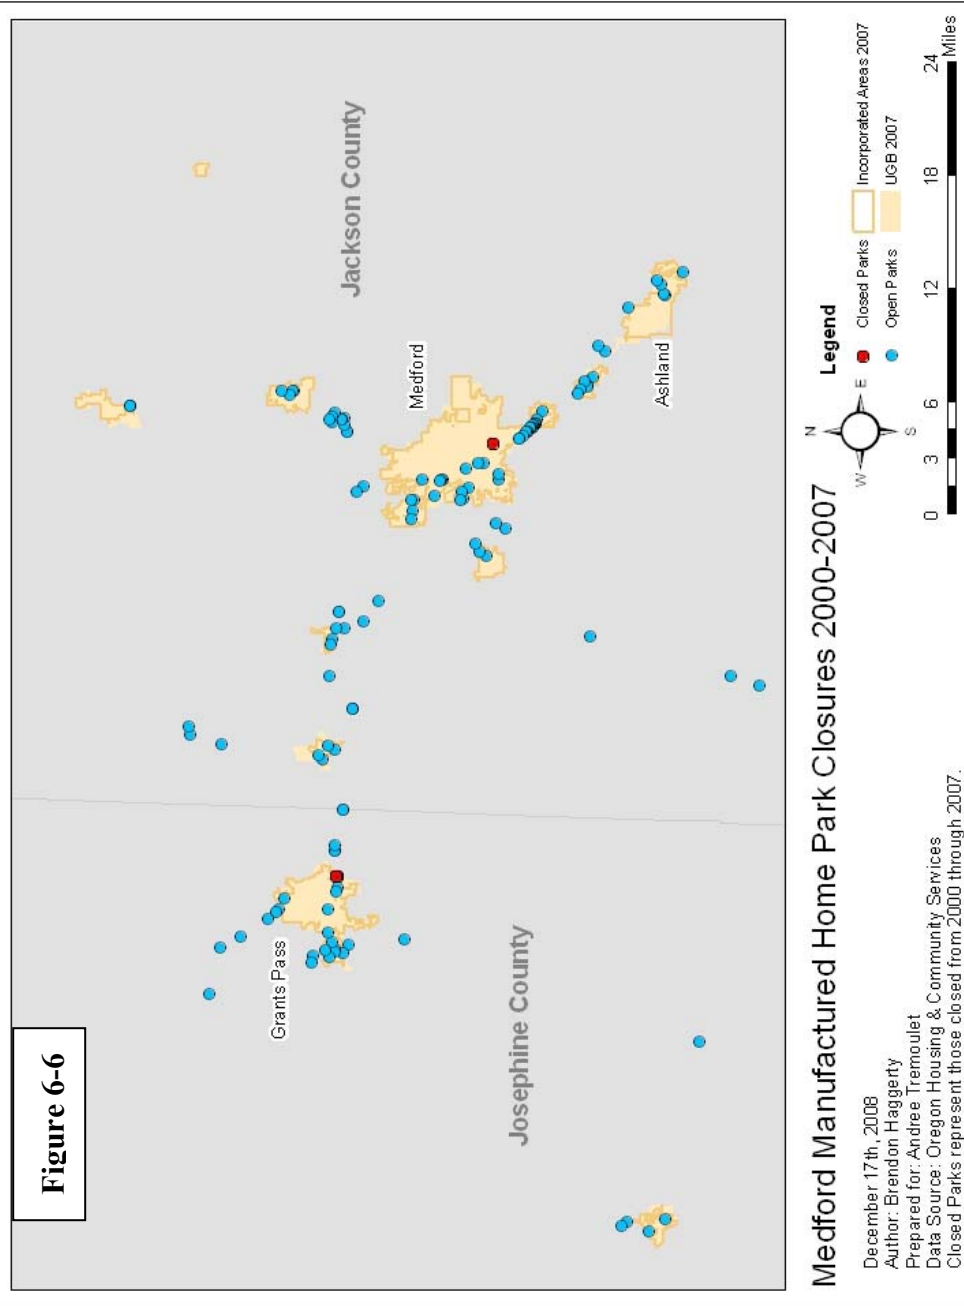 Figure 6-6
Jackson County
Medford
Ashland
Grants Pass
Josephine County
Medford Manufactured Home Park Closures 2000-2007
December 17th, 2008
Author: Brendon Haggerty
Prepared for: Andree Tremoulet
Data Source: Oregon Housing & Community Services
Closed Parks represent those closed from 2000 through 2007.
N
W E
S
Legend
Closed Parks Incorporated Areas 2007
Open Parks UGB 2007
0 3 6 12 18 24
Miles